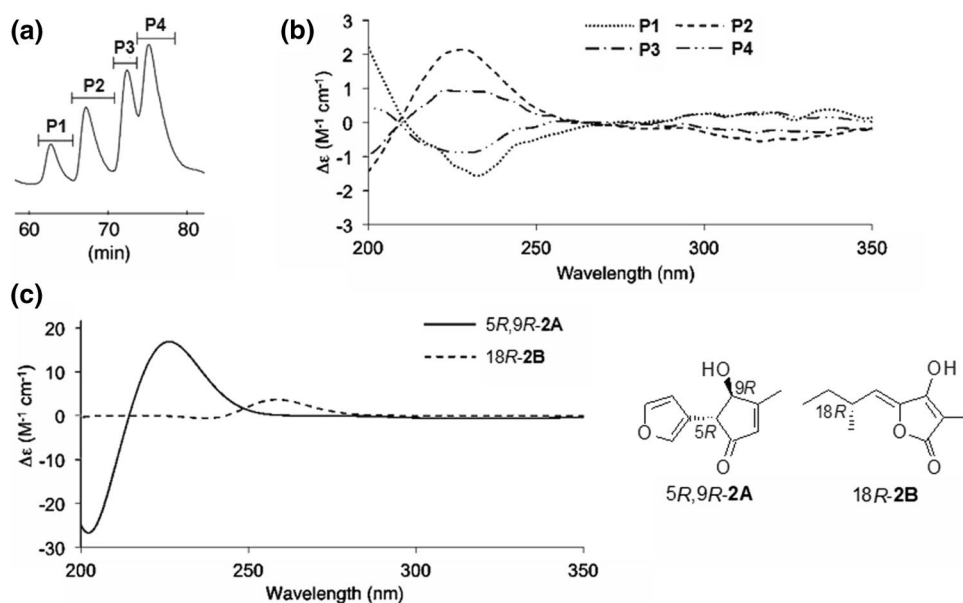 (a)
P1
P2
P3
P4
60
70
80
(min)
(b)
P1
P2
P3
P4
3
2
1
0
-1
-2
-3
Δε (M⁻¹ cm⁻¹)
200
250
300
350
Wavelength (nm)
(c)
5R,9R-2A
18R-2B
20
10
0
-10
-20
-30
Δε (M⁻¹ cm⁻¹)
200
250
300
350
Wavelength (nm)
HO
9R
5R
O
O
5R,9R-2A
OH
18R
O
O
18R-2B